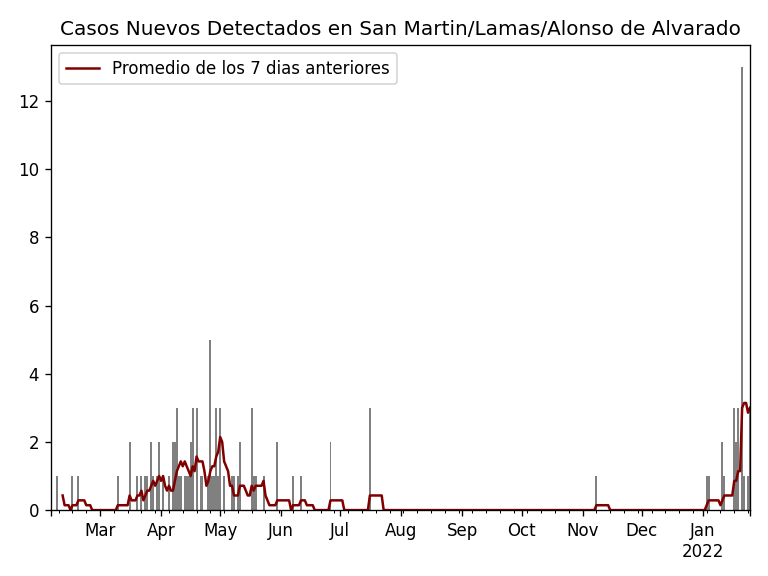 Casos Nuevos Detectados en San Martin/Lamas/Alonso de Alvarado
Promedio de los 7 dias anteriores
12
10
8
6
4
2
0
Mar Apr May Jun Jul Aug Sep Oct Nov Dec Jan
2022